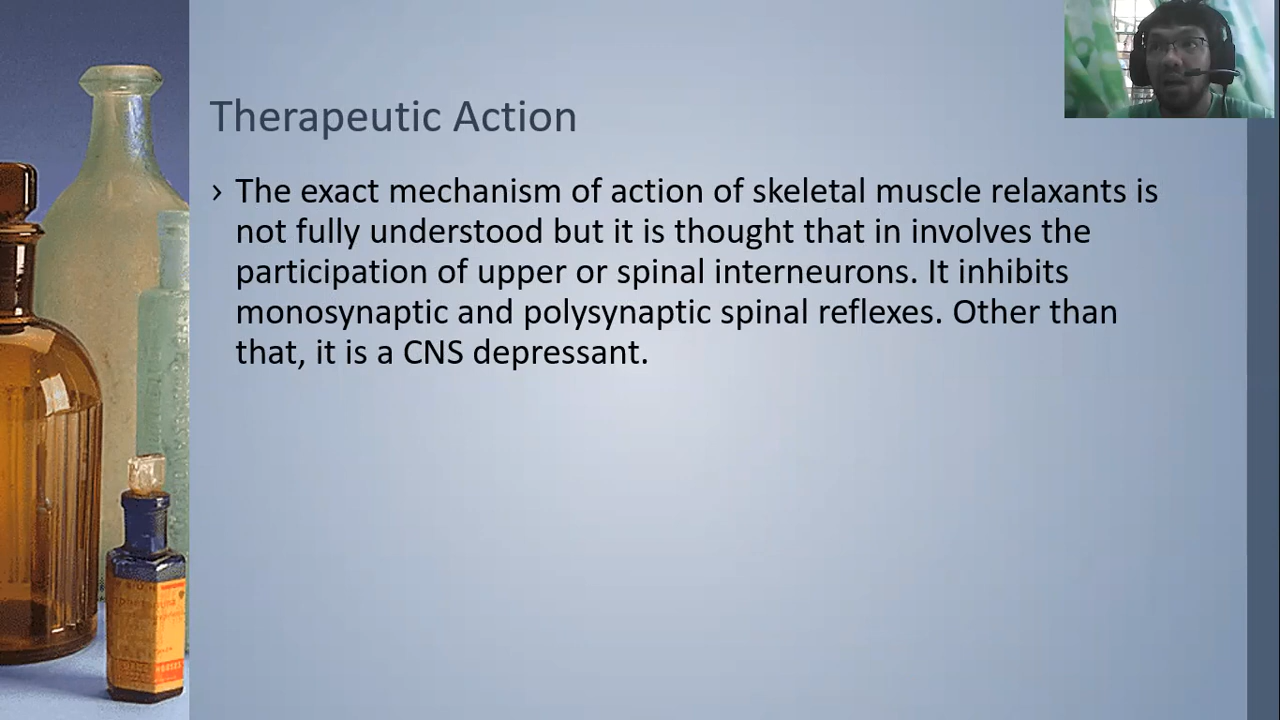 Therapeutic Action
› The exact mechanism of action of skeletal muscle relaxants is
not fully understood but it is thought that in involves the
participation of upper or spinal interneurons. It inhibits
monosynaptic and polysynaptic spinal reflexes. Other than
that, it is a CNS depressant.